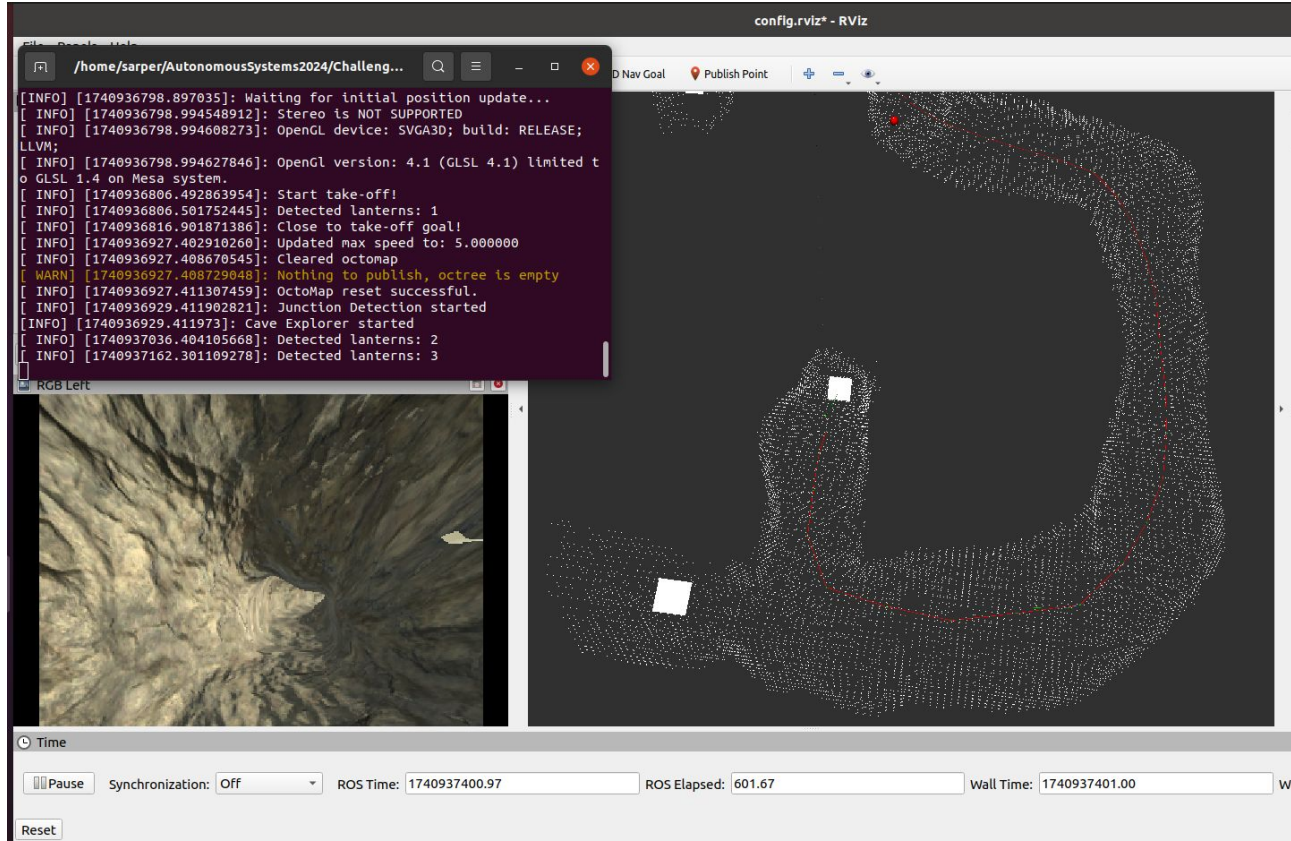 config.rviz* - RViz
/home/sarper/AutonomousSystems2024/Challeng...
D Nav Goal
Publish Point
[INFO] [1740936798.897035]: Waiting for initial position update...
[ INFO] [1740936798.994548912]: Stereo is NOT SUPPORTED
[ INFO] [1740936798.994608273]: OpenGL device: SVGA3D; build: RELEASE;
LLVM;
[ INFO] [1740936798.994627846]: OpenGl version: 4.1 (GLSL 4.1) limited t
o GLSL 1.4 on Mesa system.
[ INFO] [1740936806.492863954]: Start take-off!
[ INFO] [1740936806.501752445]: Detected lanterns: 1
[ INFO] [1740936816.901871386]: Close to take-off goal!
[ INFO] [1740936927.402910260]: Updated max speed to: 5.000000
[ INFO] [1740936927.408670545]: Cleared octomap
[ WARN] [1740936927.408729048]: Nothing to publish, octree is empty
[ INFO] [1740936927.411307459]: OctoMap reset successful.
[ INFO] [1740936929.411902821]: Junction Detection started
[INFO] [1740936929.411973]: Cave Explorer started
[ INFO] [1740937036.404105668]: Detected lanterns: 2
[ INFO] [1740937162.301109278]: Detected lanterns: 3
RGB Left
Time
Pause
Synchronization: Off
ROS Time: 1740937400.97
ROS Elapsed: 601.67
Wall Time: 1740937401.00
W
Reset